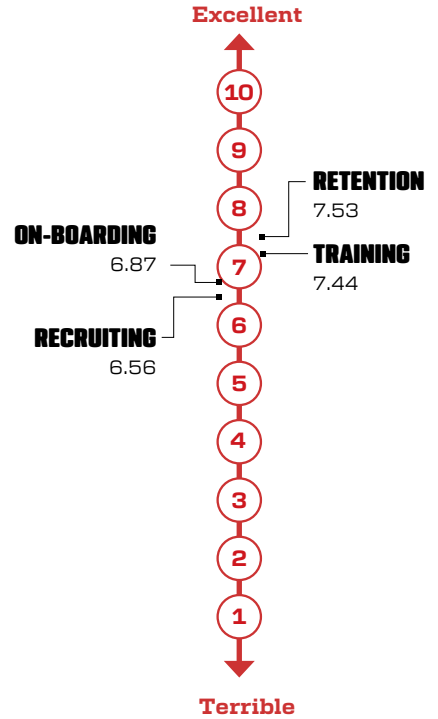 Excellent
10
9
8
RETENTION
7.53
ON-BOARDING
6.87
7
TRAINING
7.44
6
RECRUITING
6.56
5
4
3
2
1
Terrible